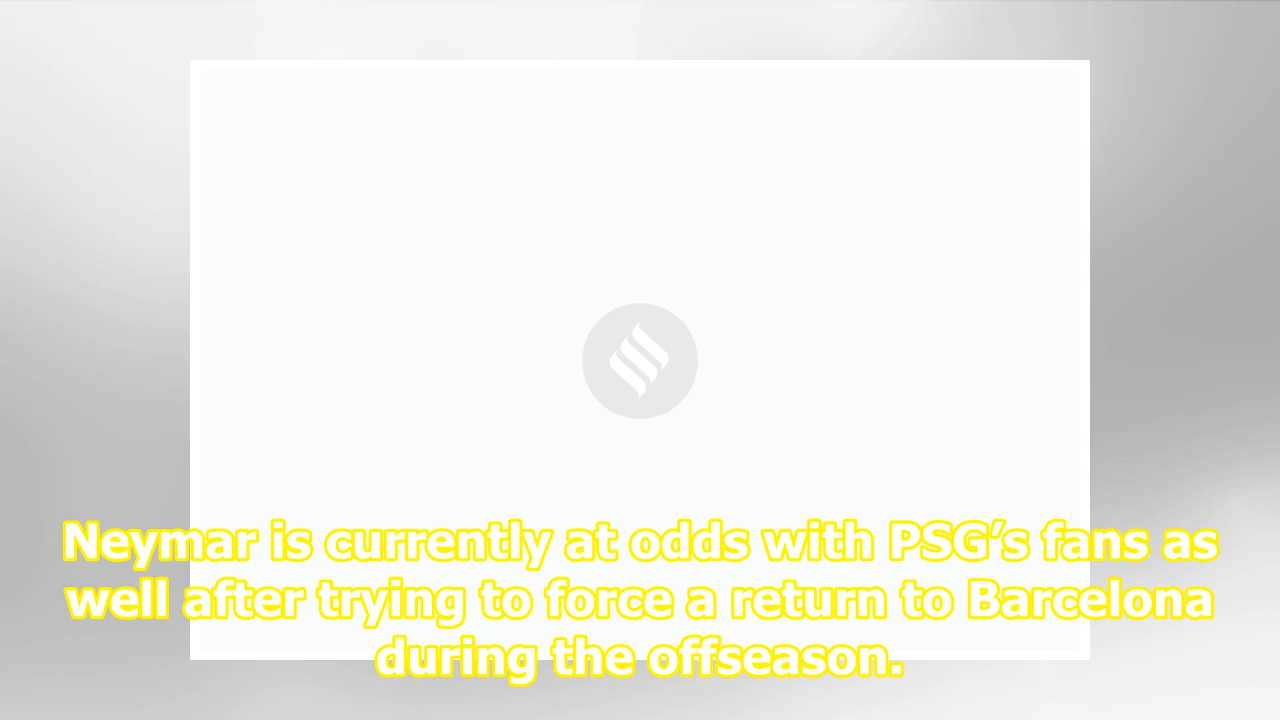 Neymar is currently at odds with PSG’s fans as
well after trying to force a return to Barcelona
during the offseason.